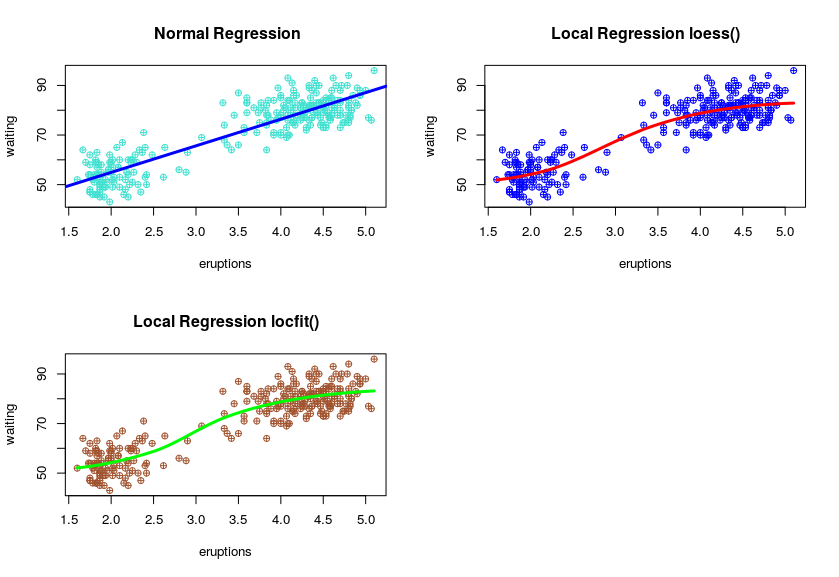 Normal Regression
waiting
90
70
50
1.5 2.0 2.5 3.0 3.5 4.0 4.5 5.0
eruptions
Local Regression loess()
waiting
90
70
50
1.5 2.0 2.5 3.0 3.5 4.0 4.5 5.0
eruptions
Local Regression locfit()
waiting
90
70
50
1.5 2.0 2.5 3.0 3.5 4.0 4.5 5.0
eruptions